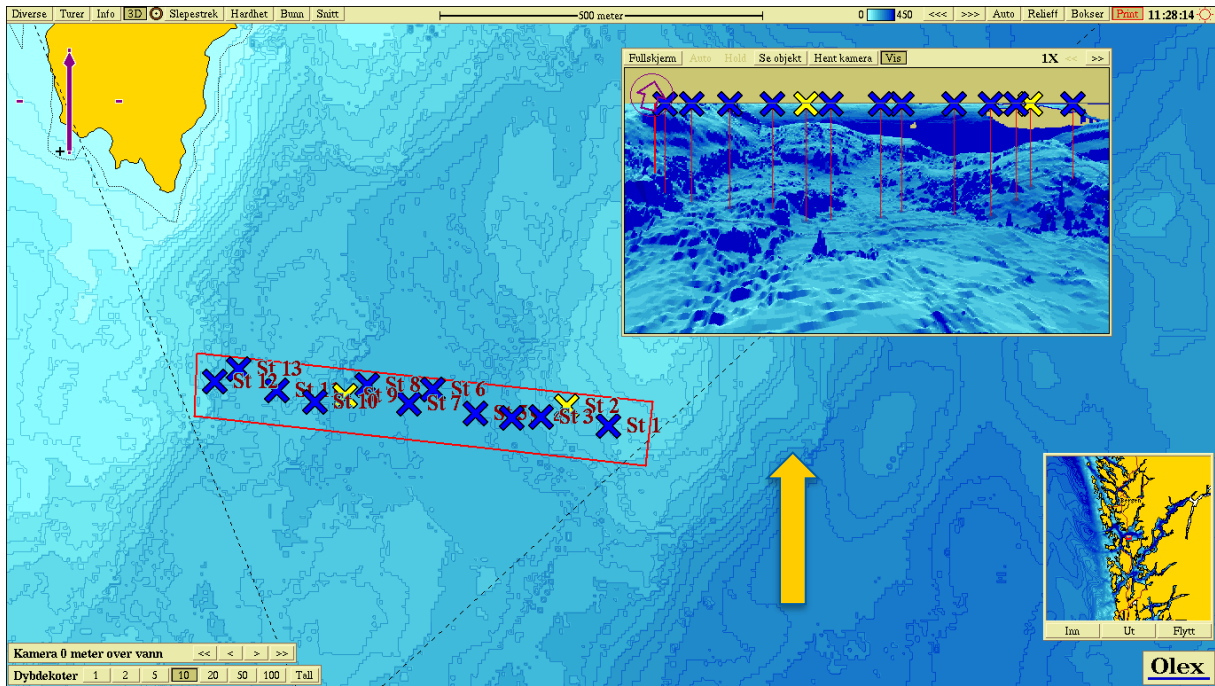 Diverse Turer Info 3D Slepestrek Hardhet Bunn Snitt 500 meter 0 450 <<< >>> Auto Relieff Bokser Print 11:28:14
Fullskjerm Auto Hold Se objekt Hent kamera Vis 1X << >>
St 13
St 12
St 8
St 9
St 6
St 10
St 7
St 2
St 3
St 1
Bergen
Inn Ut Flytt
Kamera 0 meter over vann << < > >>
Dybdekoter 1 2 5 10 20 50 100 Tall
Olex